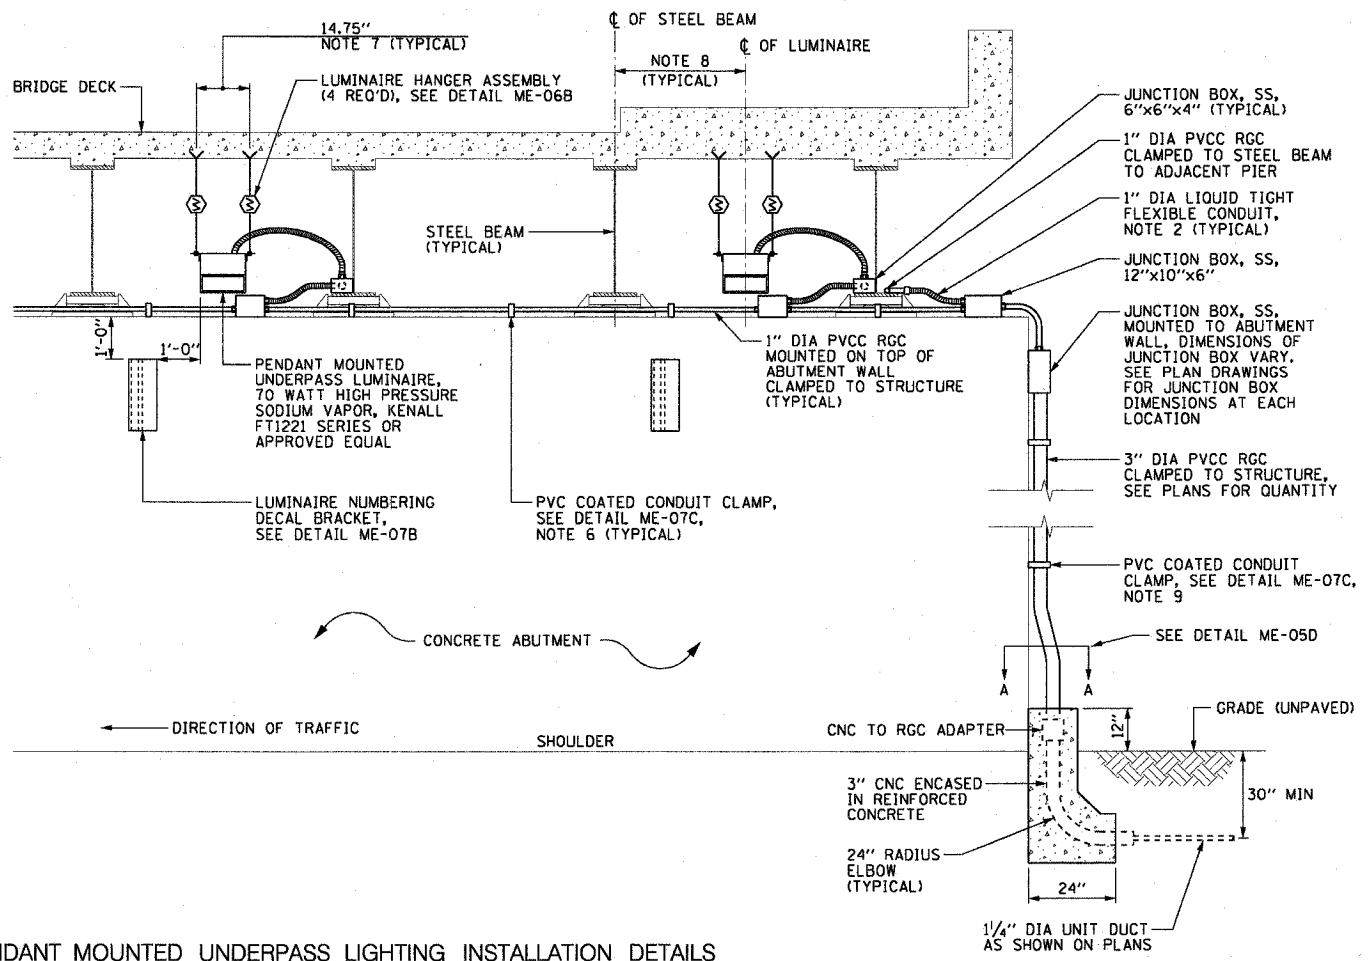 14.75"
NOTE 7 (TYPICAL)
℄ OF STEEL BEAM
℄ OF LUMINAIRE
NOTE 8
(TYPICAL)
BRIDGE DECK
LUMINAIRE HANGER ASSEMBLY
(4 REQ'D), SEE DETAIL ME-06B
JUNCTION BOX, SS,
6"x6"x4" (TYPICAL)
1" DIA PVCC RGC
CLAMPED TO STEEL BEAM
TO ADJACENT PIER
1" DIA LIQUID TIGHT
FLEXIBLE CONDUIT,
NOTE 2 (TYPICAL)
STEEL BEAM
(TYPICAL)
JUNCTION BOX, SS,
12"x10"x6"
JUNCTION BOX, SS,
MOUNTED TO ABUTMENT
WALL, DIMENSIONS OF
JUNCTION BOX VARY.
SEE PLAN DRAWINGS
FOR JUNCTION BOX
DIMENSIONS AT EACH
LOCATION
1'-0"
1'-0"
PENDANT MOUNTED
UNDERPASS LUMINAIRE,
70 WATT HIGH PRESSURE
SODIUM VAPOR, KENALL
FT1221 SERIES OR
APPROVED EQUAL
1" DIA PVCC RGC
MOUNTED ON TOP OF
ABUTMENT WALL
CLAMPED TO STRUCTURE
(TYPICAL)
3" DIA PVCC RGC
CLAMPED TO STRUCTURE,
SEE PLANS FOR QUANTITY
LUMINAIRE NUMBERING
DECAL BRACKET,
SEE DETAIL ME-07B
PVC COATED CONDUIT CLAMP,
SEE DETAIL ME-07C,
NOTE 6 (TYPICAL)
PVC COATED CONDUIT
CLAMP, SEE DETAIL ME-07C,
NOTE 9
CONCRETE ABUTMENT
SEE DETAIL ME-05D
A
A
DIRECTION OF TRAFFIC
SHOULDER
CNC TO RGC ADAPTER
12"
GRADE (UNPAVED)
3" CNC ENCASED
IN REINFORCED
CONCRETE
30" MIN
24" RADIUS
ELBOW
(TYPICAL)
24"
1¼" DIA UNIT DUCT
AS SHOWN ON PLANS
NDANT MOUNTED UNDERPASS LIGHTING INSTALLATION DETAILS